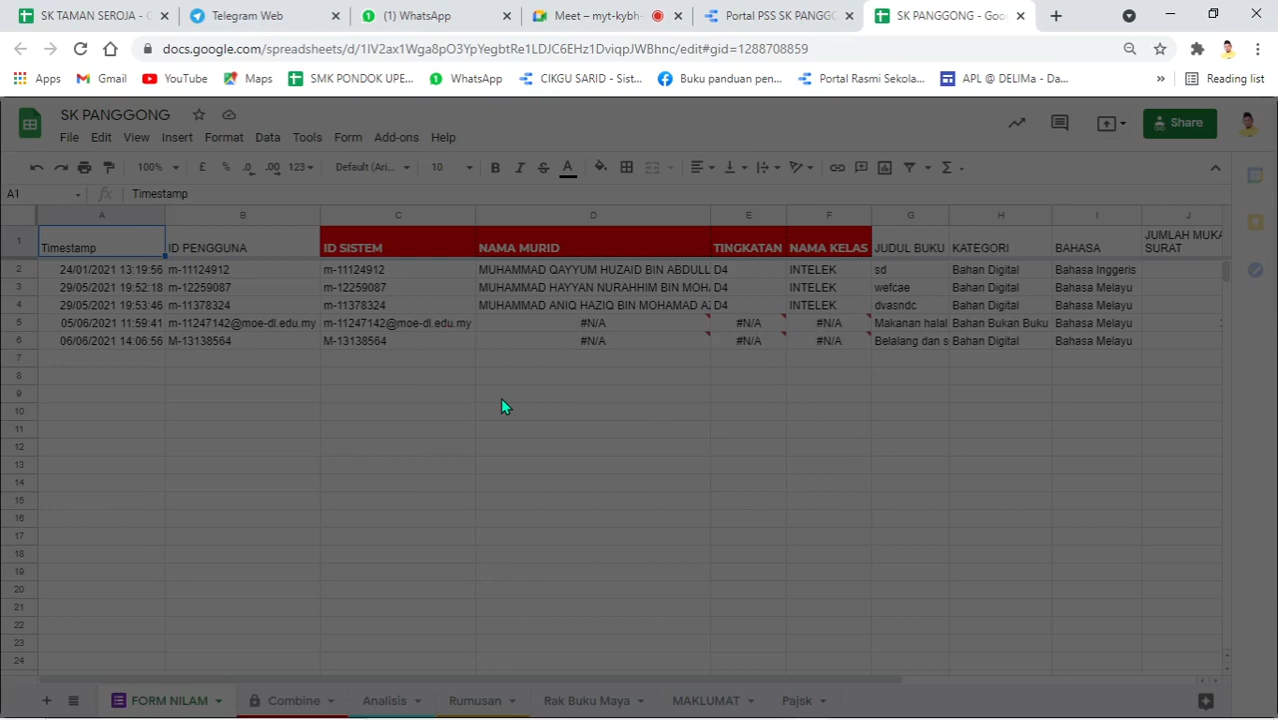 SK TAMAN SEROJA - G
Telegram Web
(1) WhatsApp
Meet – myt-kybh-
Portal PSS SK PANGG
SK PANGGONG - Goo
docs.google.com/spreadsheets/d/1IV2ax1Wga8pO3YpYegbtRe1LDJC6EHz1DviqpJWBhnc/edit#gid=1288708859
Apps
Gmail
YouTube
Maps
SMK PONDOK UPE...
WhatsApp
CIKGU SARID - Sist...
Buku panduan pen...
Portal Rasmi Sekola...
APL @ DELIMa - Da...
»
Reading list
SK PANGGONG
File Edit View Insert Format Data Tools Form Add-ons Help
Share
100% £ % .0 .00 123 Default (Ari... 10 B I S A Σ
A1 fx Timestamp
A B C D E F G H I J
1 Timestamp ID PENGGUNA ID SISTEM NAMA MURID TINGKATAN NAMA KELAS JUDUL BUKU KATEGORI BAHASA JUMLAH MUKA SURAT
2 24/01/2021 13:19:56 m-11124912 m-11124912 MUHAMMAD QAYYUM HUZAID BIN ABDULL D4 INTELEK sd Bahan Digital Bahasa Inggeris
3 29/05/2021 19:52:18 m-12259087 m-12259087 MUHAMMAD HAYYAN NURAHHIM BIN MOH D4 INTELEK wefcae Bahan Digital Bahasa Melayu
4 29/05/2021 19:53:46 m-11378324 m-11378324 MUHAMMAD ANIQ HAZIQ BIN MOHAMAD A D4 INTELEK dvasndc Bahan Digital Bahasa Melayu
5 05/06/2021 11:59:41 m-11247142@moe-dl.edu.my m-11247142@moe-dl.edu.my #N/A #N/A #N/A Makanan halal Bahan Bukan Buku Bahasa Melayu
6 06/06/2021 14:06:56 M-13138564 M-13138564 #N/A #N/A #N/A Belalang dan s Bahan Digital Bahasa Melayu
7
8
9
10
11
12
13
14
15
16
17
18
19
20
21
22
23
24
FORM NILAM Combine Analisis Rumusan Rak Buku Maya MAKLUMAT Pajsk